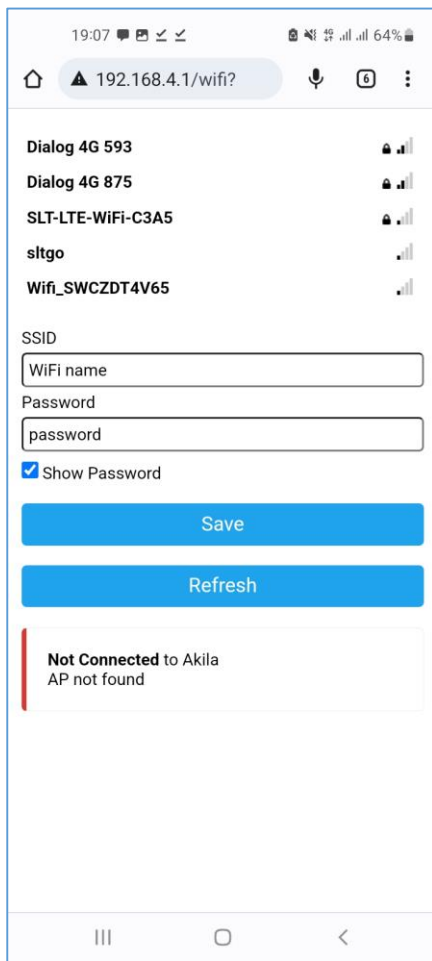 19:07 64%
192.168.4.1/wifi? 6
Dialog 4G 593
Dialog 4G 875
SLT-LTE-WiFi-C3A5
sltgo
Wifi_SWCZDT4V65
SSID
WiFi name
Password
password
Show Password
Save
Refresh
Not Connected to Akila
AP not found